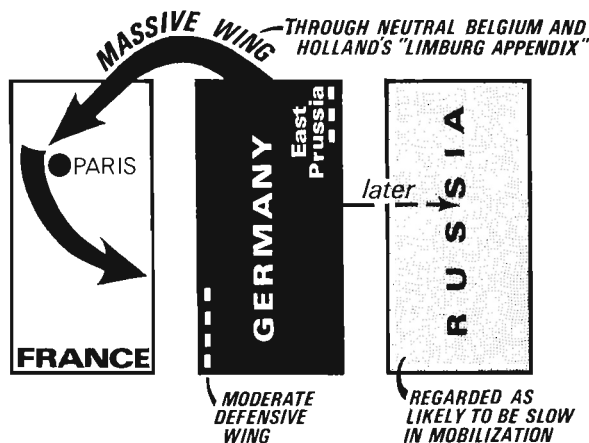 MASSIVE WING
THROUGH NEUTRAL BELGIUM AND
HOLLAND'S "LIMBURG APPENDIX"
PARIS
FRANCE
GERMANY
East
Prussia
later
RUSSIA
MODERATE
DEFENSIVE
WING
REGARDED AS
LIKELY TO BE SLOW
IN MOBILIZATION